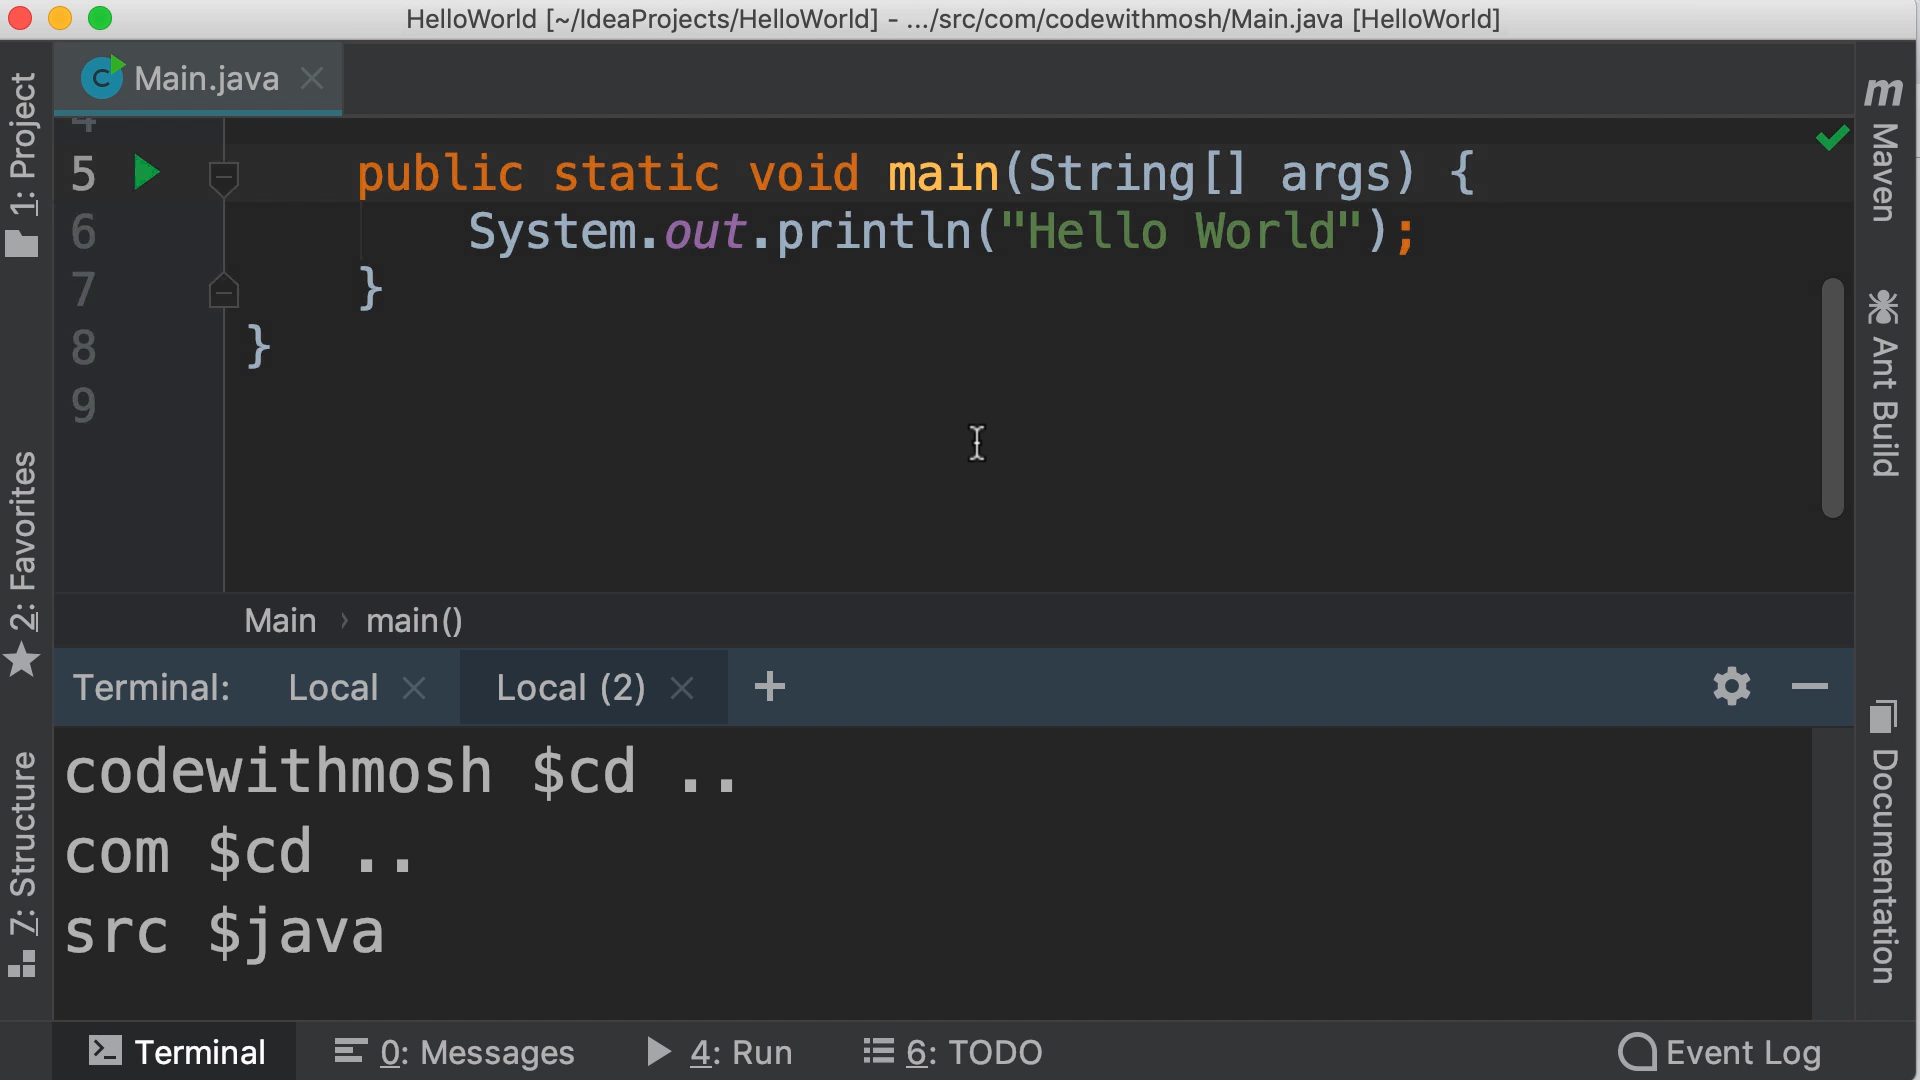 HelloWorld [~/IdeaProjects/HelloWorld] - .../src/com/codewithmosh/Main.java [HelloWorld]
Main.java
1: Project
2: Favorites
7: Structure
4
5 public static void main(String[] args) {
6 System.out.println("Hello World");
7 }
8 }
9
Main › main()
Terminal: Local Local (2) +
codewithmosh $cd ..
com $cd ..
src $java
m Maven
Ant Build
Documentation
Terminal 0: Messages 4: Run 6: TODO Event Log